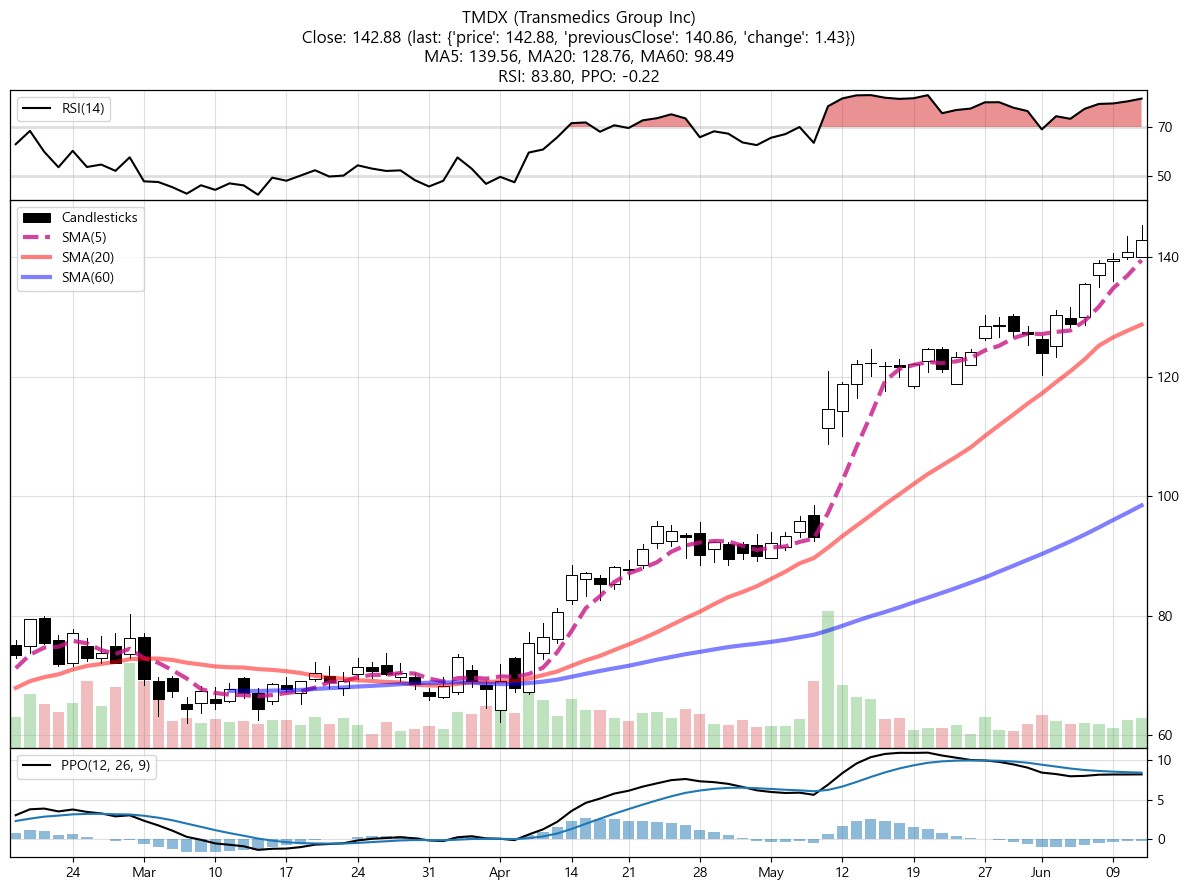 TMDX (Transmedics Group Inc)
Close: 142.88 (last: {'price': 142.88, 'previousClose': 140.86, 'change': 1.43})
MA5: 139.56, MA20: 128.76, MA60: 98.49
RSI: 83.80, PPO: -0.22
RSI(14)
70
50
Candlesticks
SMA(5)
SMA(20)
SMA(60)
140
120
100
80
60
PPO(12, 26, 9)
10
5
0
24 Mar 10 17 24 31 Apr 14 21 28 May 12 19 27 Jun 09